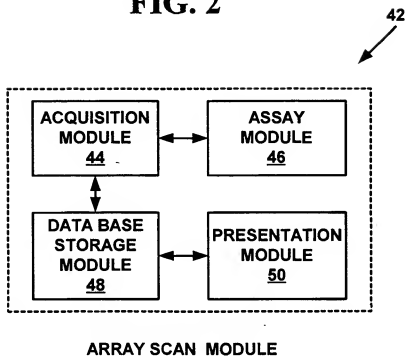 FIG. 2
42
ACQUISITION
MODULE
44
ASSAY
MODULE
46
DATA BASE
STORAGE
MODULE
48
PRESENTATION
MODULE
50
ARRAY SCAN MODULE